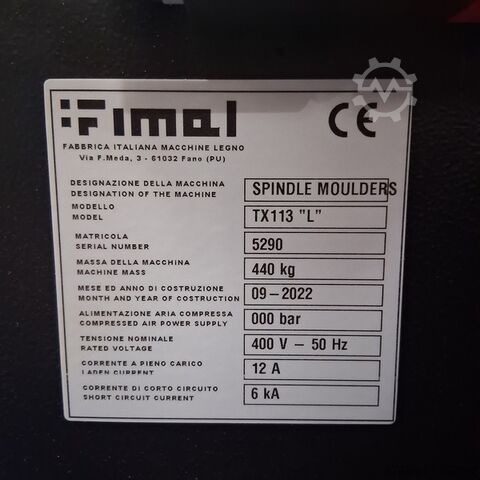 Fimal
CE
FABBRICA ITALIANA MACCHINE LEGNO
Via F.Meda, 3 - 61032 Fano (PU)
DESIGNAZIONE DELLA MACCHINA
DESIGNATION OF THE MACHINE
SPINDLE MOULDERS
MODELLO
MODEL
TX113 "L"
MATRICOLA
SERIAL NUMBER
5290
MASSA DELLA MACCHINA
MACHINE MASS
440 kg
MESE ED ANNO DI COSTRUZIONE
MONTH AND YEAR OF COSTRUCTION
09-2022
ALIMENTAZIONE ARIA COMPRESSA
COMPRESSED AIR POWER SUPPLY
000 bar
TENSIONE NOMINALE
RATED VOLTAGE
400 V - 50 Hz
CORRENTE A PIENO CARICO
LADEN CURRENT
12 A
CORRENTE DI CORTO CIRCUITO
SHORT CIRCUIT CURRENT
6 kA